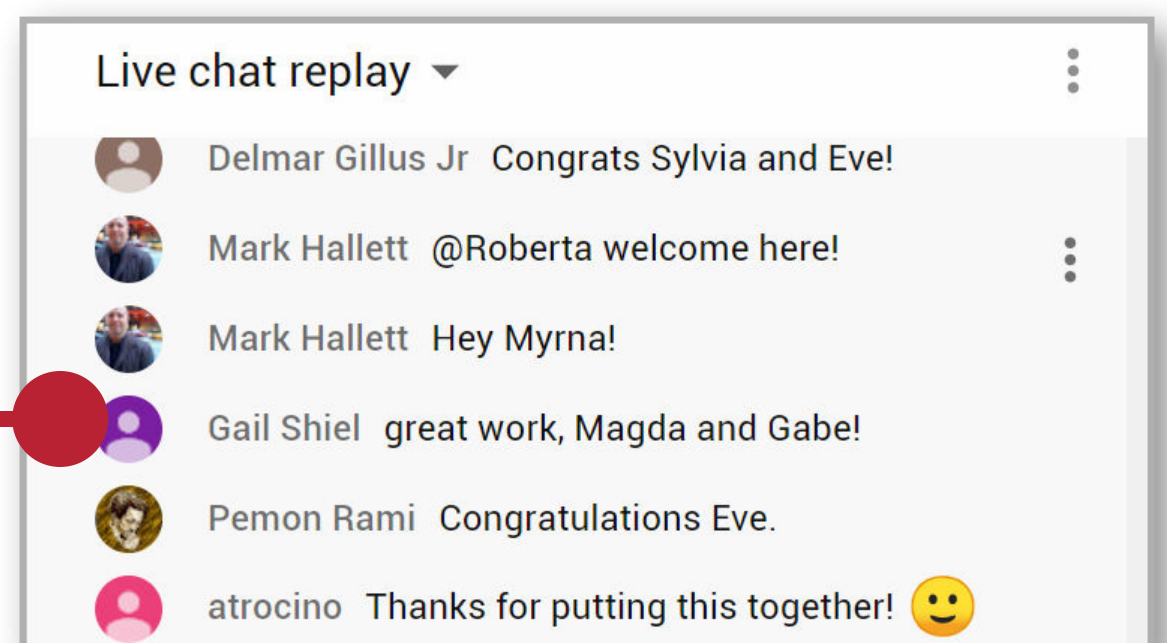 Live chat replay
Delmar Gillus Jr Congrats Sylvia and Eve!
Mark Hallett @Roberta welcome here!
Mark Hallett Hey Myrna!
Gail Shiel great work, Magda and Gabe!
Pemon Rami Congratulations Eve.
atrocino Thanks for putting this together! 🙂